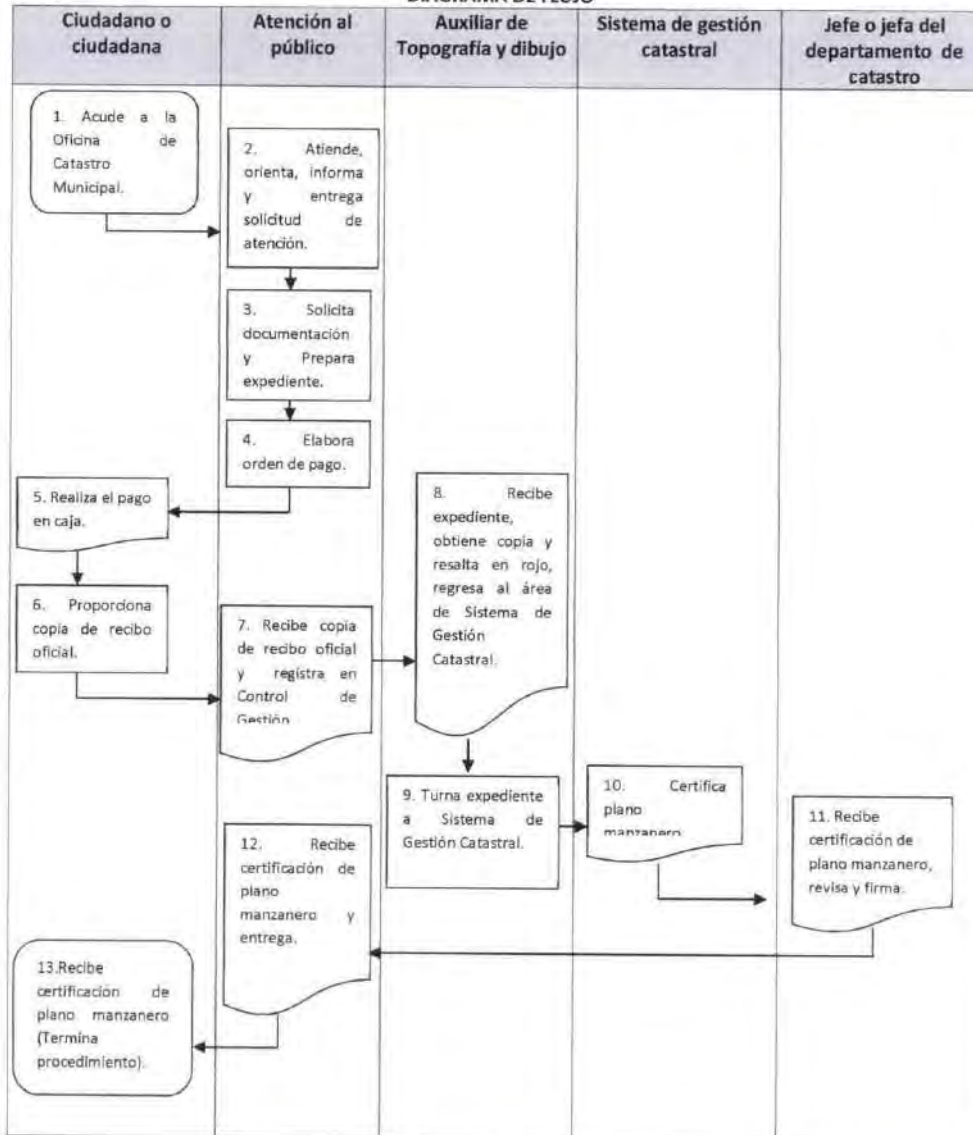 DIAGRAMA DE FLUJO
Ciudadano o
ciudadana
Atención al
público
Auxiliar de
Topografía y dibujo
Sistema de gestión
catastral
Jefe o jefa del
departamento de
catastro
1. Acude a la
Oficina de
Catastro
Municipal.
2. Atiende,
orienta, informa
y entrega
solicitud de
atención.
3. Solicita
documentación
y Prepara
expediente.
4. Elabora
orden de pago.
5. Realiza el pago
en caja.
6. Proporciona
copia de recibo
oficial.
7. Recibe copia
de recibo oficial
y registra en
Control de
Gestión
8. Recibe
expediente,
obtiene copia y
resalta en rojo,
regresa al área
de Sistema de
Gestión
Catastral.
9. Turna expediente
a Sistema de
Gestión Catastral.
10. Certifica
plano
manzanero
11. Recibe
certificación de
plano manzanero,
revisa y firma.
12. Recibe
certificación de
plano
manzanero y
entrega.
13.Recibe
certificación de
plano manzanero
(Termina
procedimiento).